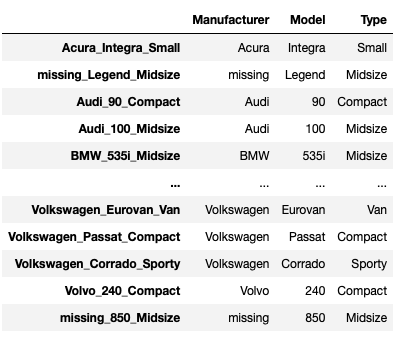 Manufacturer Model Type
Acura_Integra_Small Acura Integra Small
missing_Legend_Midsize missing Legend Midsize
Audi_90_Compact Audi 90 Compact
Audi_100_Midsize Audi 100 Midsize
BMW_535i_Midsize BMW 535i Midsize
... ... ... ...
Volkswagen_Eurovan_Van Volkswagen Eurovan Van
Volkswagen_Passat_Compact Volkswagen Passat Compact
Volkswagen_Corrado_Sporty Volkswagen Corrado Sporty
Volvo_240_Compact Volvo 240 Compact
missing_850_Midsize missing 850 Midsize